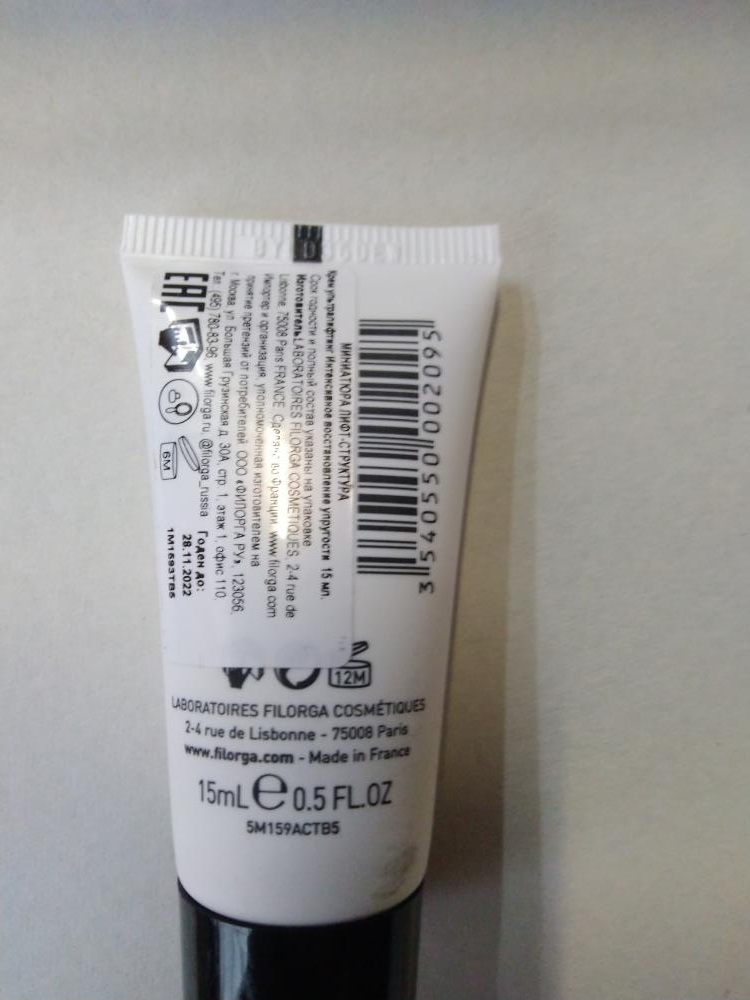 МИНИАТЮРА ЛИФТ-СТРУКТУРА
Крем ультралифтинг Интенсивное восстановление упругости 15 мл.
Срок годности и полный состав указаны на упаковке
Изготовитель LABORATOIRES FILORGA COSMETIQUES 2-4 rue de
Lisbonne 75008 Paris FRANCE. Сделано во Франции. www.filorga.com
Импортер и организация, уполномоченная изготовителем на
принятие претензий от потребителей ООО «ФИЛОРГА РУ», 123056,
г. Москва, ул. Большая Грузинская д. 30А, стр. 1, этаж 1, офис 110,
Тел. (495) 780-83-96 www.filorga.ru @filorga_russia
Годен до:
28.11.2022
1M1593TB5
EAC
6M
3 540550 020095
12M
LABORATOIRES FILORGA COSMÉTIQUES
2-4 rue de Lisbonne - 75008 Paris
www.filorga.com - Made in France
15mL e 0.5 FL.OZ
5M159ACTB5